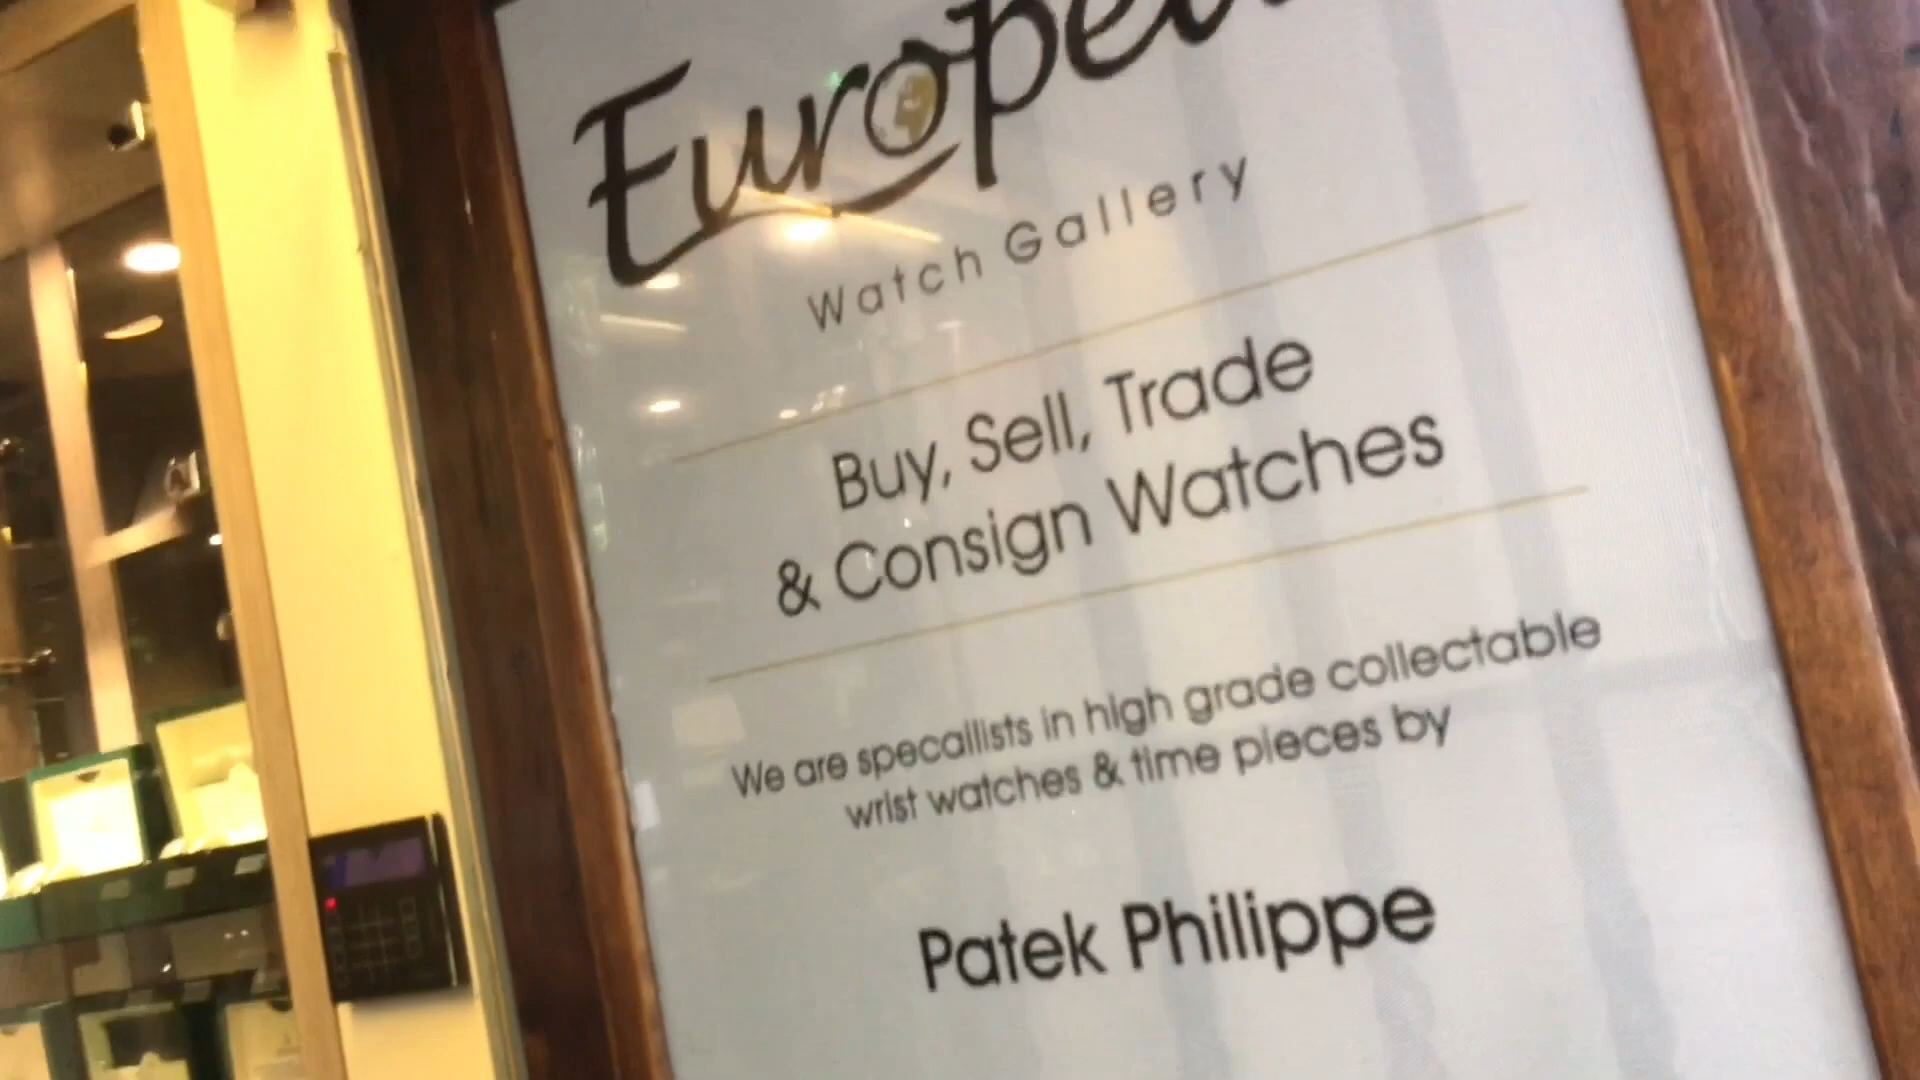 Watch Gallery
Buy, Sell, Trade
& Consign Watches
We are specailists in high grade collectable
wrist watches & time pieces by
Patek Philippe